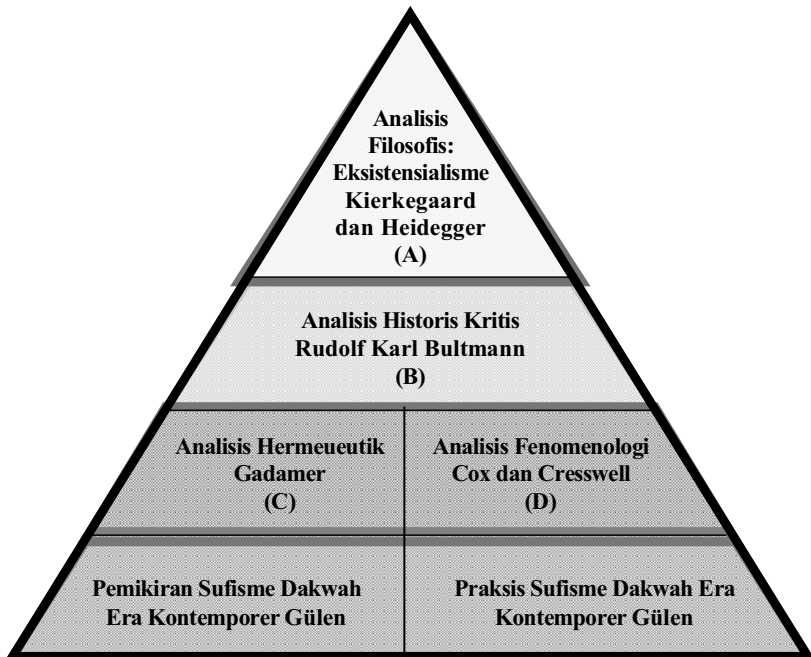 Analisis
Filosofis:
Eksistensialisme
Kierkegaard
dan Heidegger
(A)
Analisis Historis Kritis
Rudolf Karl Bultmann
(B)
Analisis Hermeueutik
Gadamer
(C)
Analisis Fenomenologi
Cox dan Cresswell
(D)
Pemikiran Sufisme Dakwah
Era Kontemporer Gülen
Praksis Sufisme Dakwah Era
Kontemporer Gülen